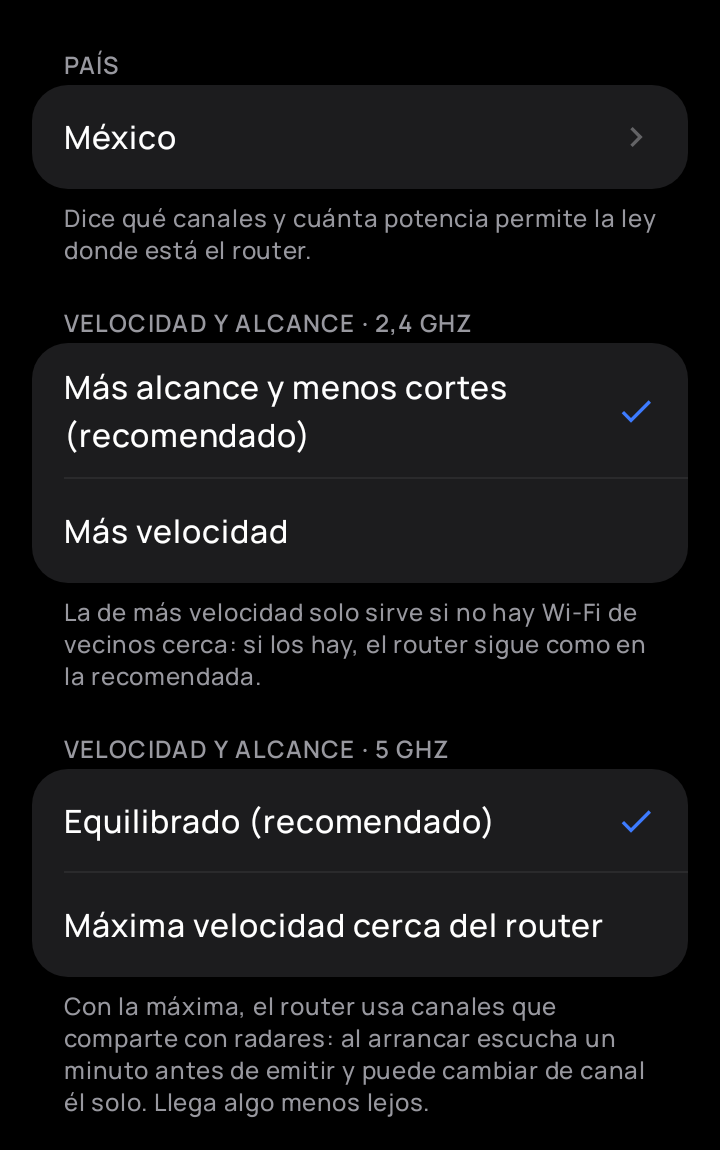 PAÍS
México
Dice qué canales y cuánta potencia permite la ley
donde está el router.
VELOCIDAD Y ALCANCE · 2,4 GHZ
Más alcance y menos cortes
(recomendado)
Más velocidad
La de más velocidad solo sirve si no hay Wi-Fi de
vecinos cerca: si los hay, el router sigue como en
la recomendada.
VELOCIDAD Y ALCANCE · 5 GHZ
Equilibrado (recomendado)
Máxima velocidad cerca del router
Con la máxima, el router usa canales que
comparte con radares: al arrancar escucha un
minuto antes de emitir y puede cambiar de canal
él solo. Llega algo menos lejos.